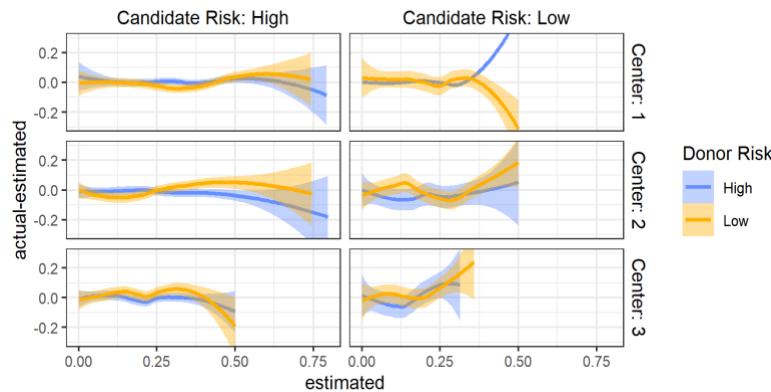 Candidate Risk: High
Candidate Risk: Low
0.2
0.0
-0.2
Center: 1
0.2
0.0
-0.2
Center: 2
0.2
0.0
-0.2
Center: 3
actual-estimated
0.00 0.25 0.50 0.75
0.00 0.25 0.50 0.75
estimated
Donor Risk
High
Low